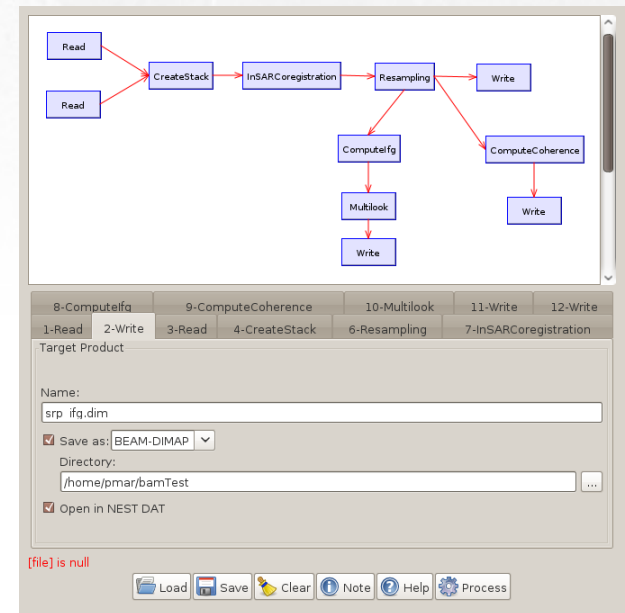 Read
CreateStack
InSARCoregistration
Resampling
Write
Read
ComputeIfg
ComputeCoherence
Multilook
Write
Write
8-ComputeIfg 9-ComputeCoherence 10-Multilook 11-Write 12-Write
1-Read 2-Write 3-Read 4-CreateStack 6-Resampling 7-InSARCoregistration
Target Product
Name:
srp_ifg.dim
Save as: BEAM-DIMAP
Directory:
/home/pmar/bamTest
...
Open in NEST DAT
[file] is null
Load Save Clear Note Help Process